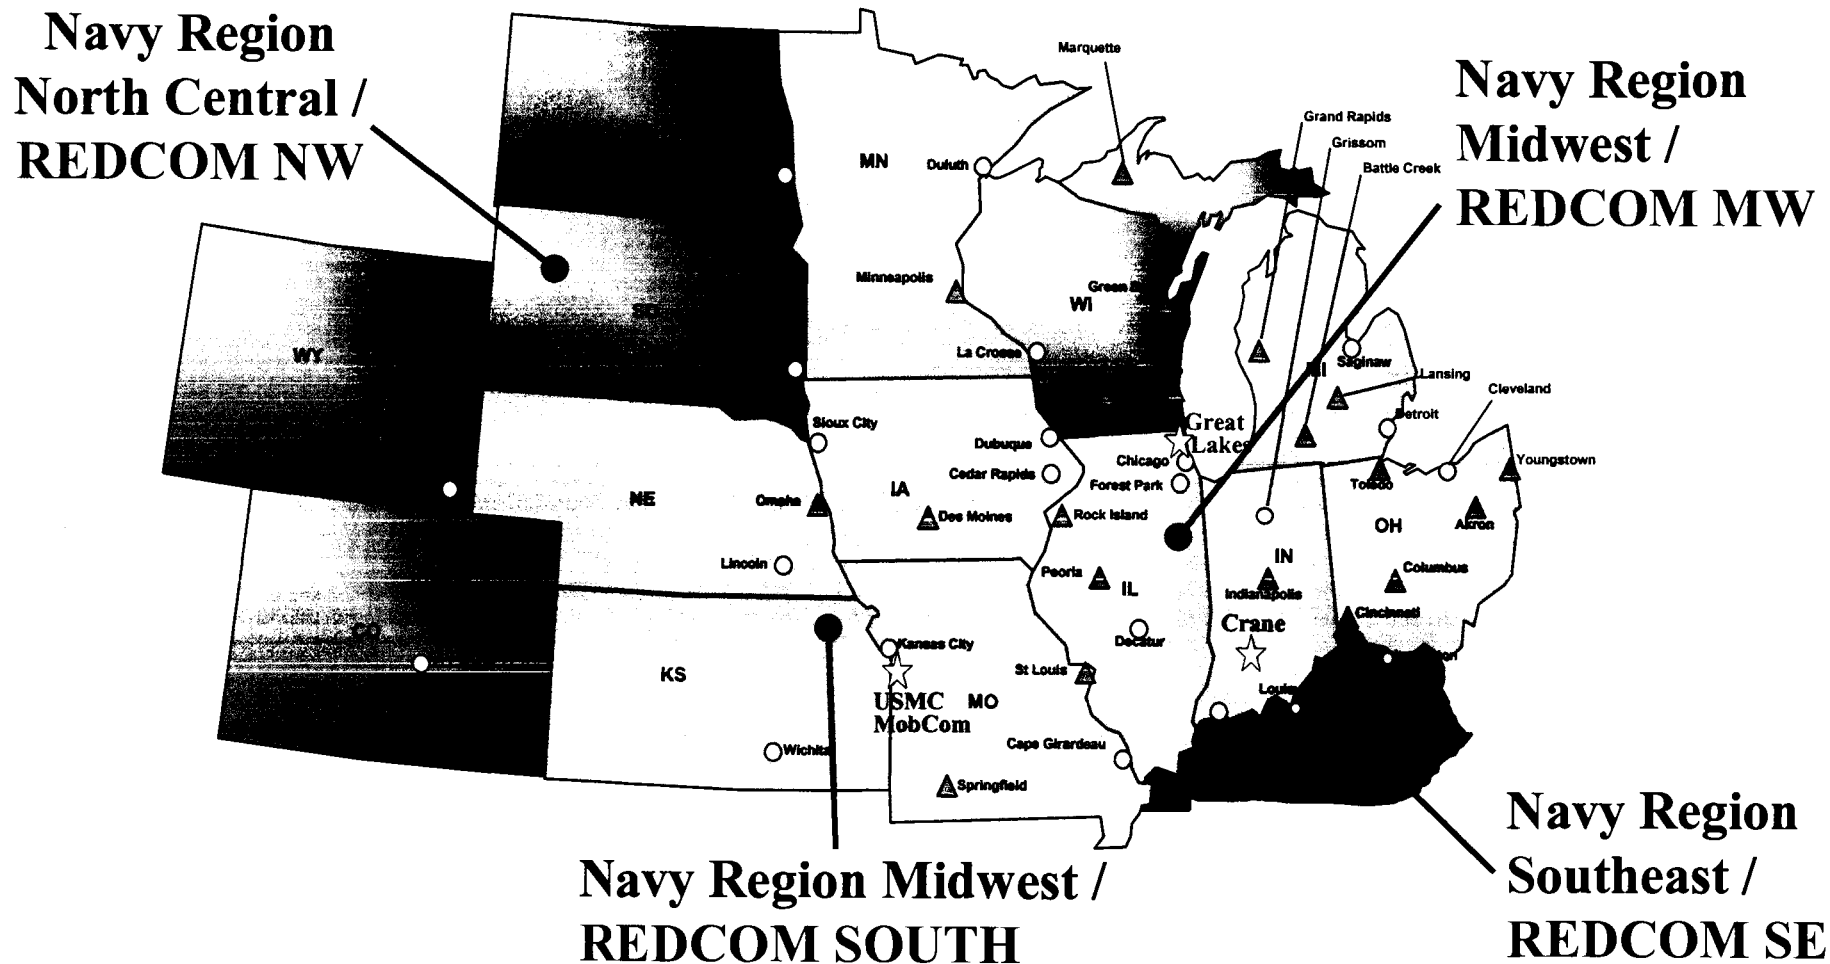 Navy Region
North Central /
REDCOM NW
Navy Region
Midwest /
REDCOM MW
Marquette
Grand Rapids
Grissom
Battle Creek
MN
Duluth
Minneapolis
WI
Green
SD
WY
La Crosse
Saginaw
Lansing
Cleveland
Detroit
Sioux City
Great
Lakes
Dubuque
Chicago
Youngstown
Cedar Rapids
Forest Park
Toledo
NE
Omaha
IA
Des Moines
Rock Island
OH
Akron
IN
Lincoln
Peoria
IL
Columbus
Indianapolis
Cincinnati
Crane
CO
Decatur
Kansas City
KS
St Louis
USMC
MobCom
MO
Cape Girardeau
Wichita
Springfield
Navy Region
Southeast /
REDCOM SE
Navy Region Midwest /
REDCOM SOUTH